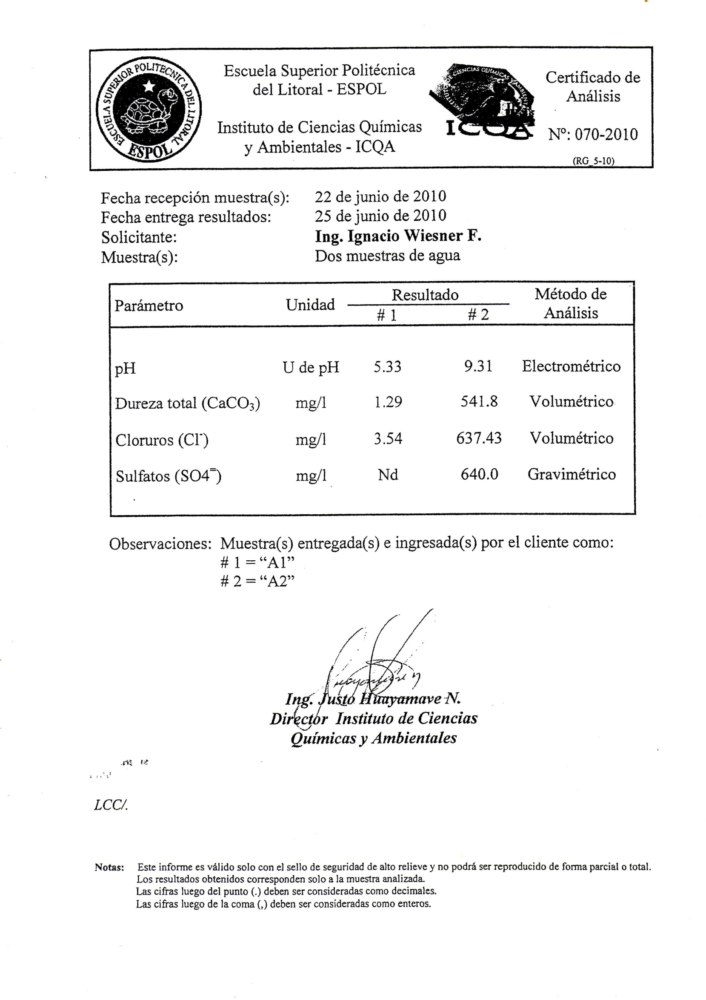 ESCUELA SUPERIOR POLITECNICA DEL LITORAL
ESPOL
Escuela Superior Politécnica
del Litoral - ESPOL
Instituto de Ciencias Químicas
y Ambientales - ICQA
CIENCIAS QUIMICAS Y
ICQA
Certificado de
Análisis
Nº: 070-2010
(RG_5-10)
Fecha recepción muestra(s): 22 de junio de 2010
Fecha entrega resultados: 25 de junio de 2010
Solicitante: Ing. Ignacio Wiesner F.
Muestra(s): Dos muestras de agua
Parámetro Unidad Resultado Método de Análisis
# 1 # 2
pH U de pH 5.33 9.31 Electrométrico
Dureza total (CaCO₃) mg/l 1.29 541.8 Volumétrico
Cloruros (Cl⁻) mg/l 3.54 637.43 Volumétrico
Sulfatos (SO4⁼) mg/l Nd 640.0 Gravimétrico
Observaciones: Muestra(s) entregada(s) e ingresada(s) por el cliente como:
# 1 = “A1”
# 2 = “A2”
Ing. Justo Huayamave N.
Director Instituto de Ciencias
Químicas y Ambientales
LCC/.
Notas: Este informe es válido solo con el sello de seguridad de alto relieve y no podrá ser reproducido de forma parcial o total.
Los resultados obtenidos corresponden solo a la muestra analizada.
Las cifras luego del punto (.) deben ser consideradas como decimales.
Las cifras luego de la coma (,) deben ser consideradas como enteros.